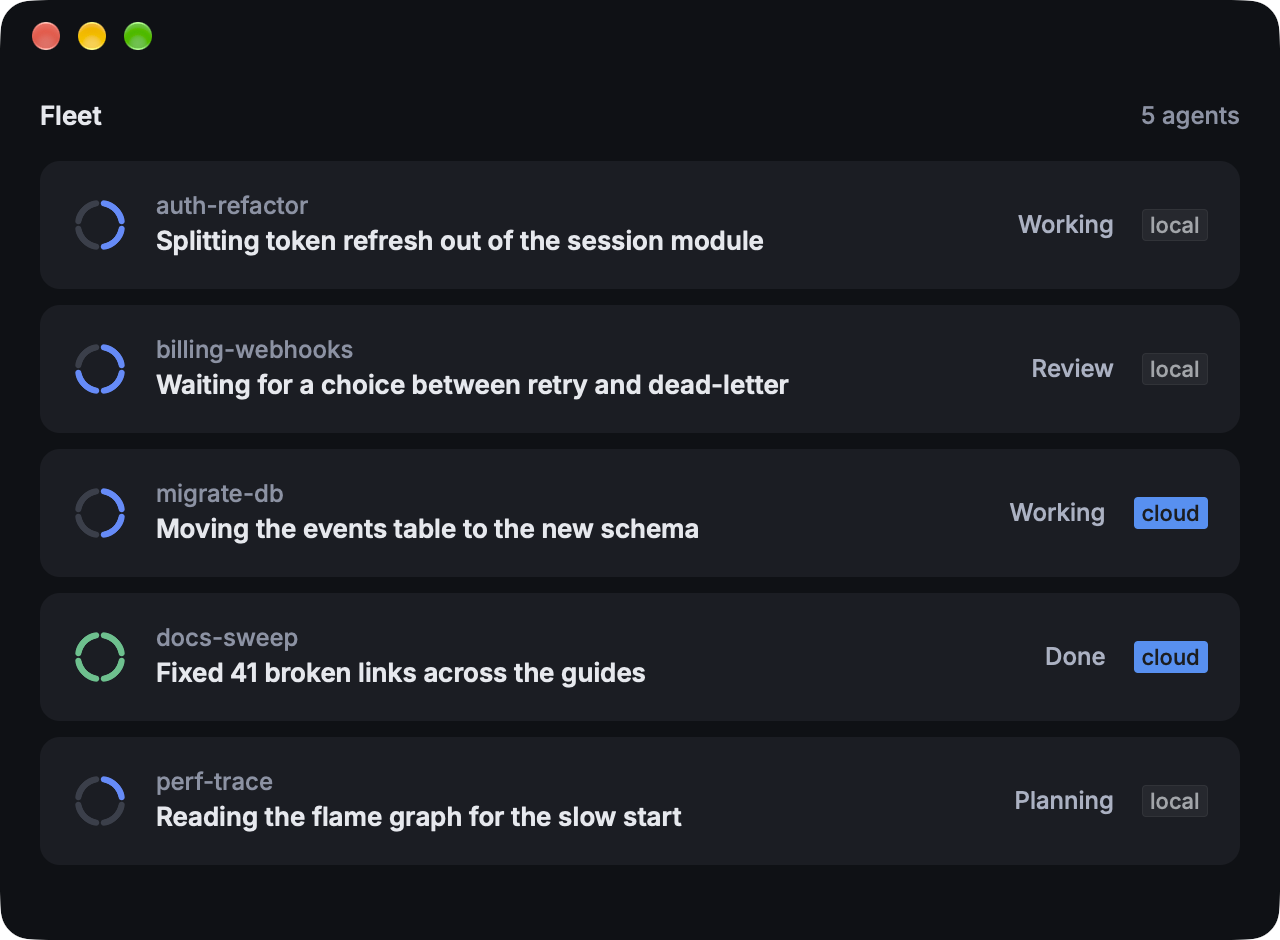 Fleet
5 agents
auth-refactor
Splitting token refresh out of the session module
Working
local
billing-webhooks
Waiting for a choice between retry and dead-letter
Review
local
migrate-db
Moving the events table to the new schema
Working
cloud
docs-sweep
Fixed 41 broken links across the guides
Done
cloud
perf-trace
Reading the flame graph for the slow start
Planning
local